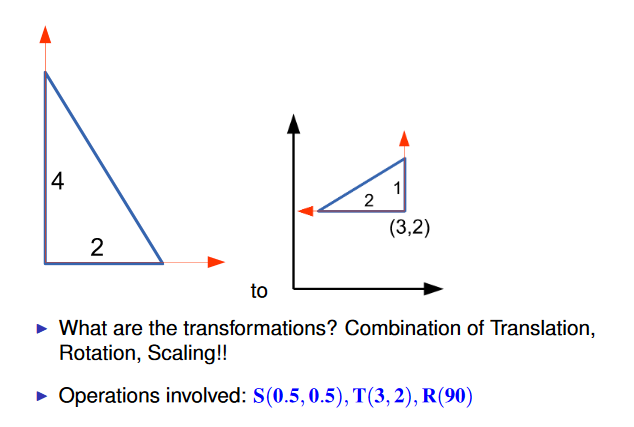 4
2
1
2
(3,2)
to
► What are the transformations? Combination of Translation,
Rotation, Scaling!!
► Operations involved: S(0.5, 0.5), T(3, 2), R(90)